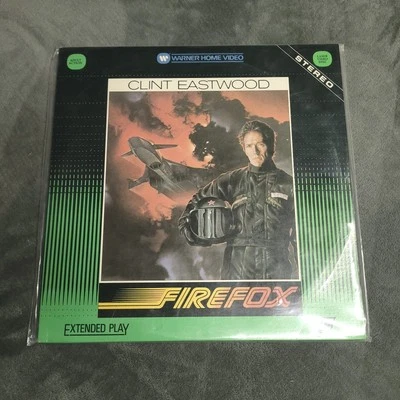 WARNER HOME VIDEO
STEREO
CLINT EASTWOOD
FIREFOX
EXTENDED PLAY